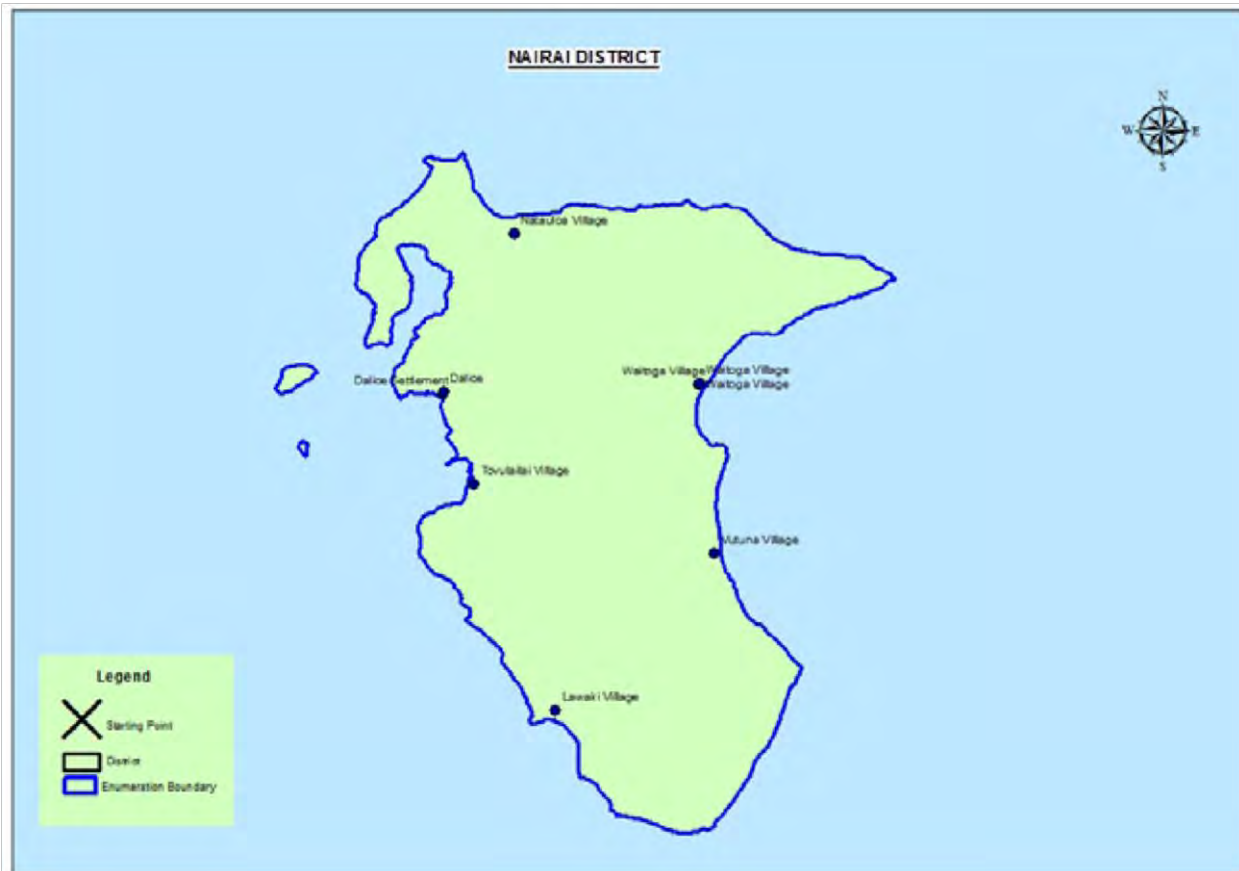 NAIRAI DISTRICT
N
W E
S
Natauloa Village
Waitoga Village Waitoga Village
Waitoga Village
Dalice Settlement Dalice
Tovulailai Village
Vutuna Village
Lawaki Village
Legend
Starting Point
District
Enumeration Boundary